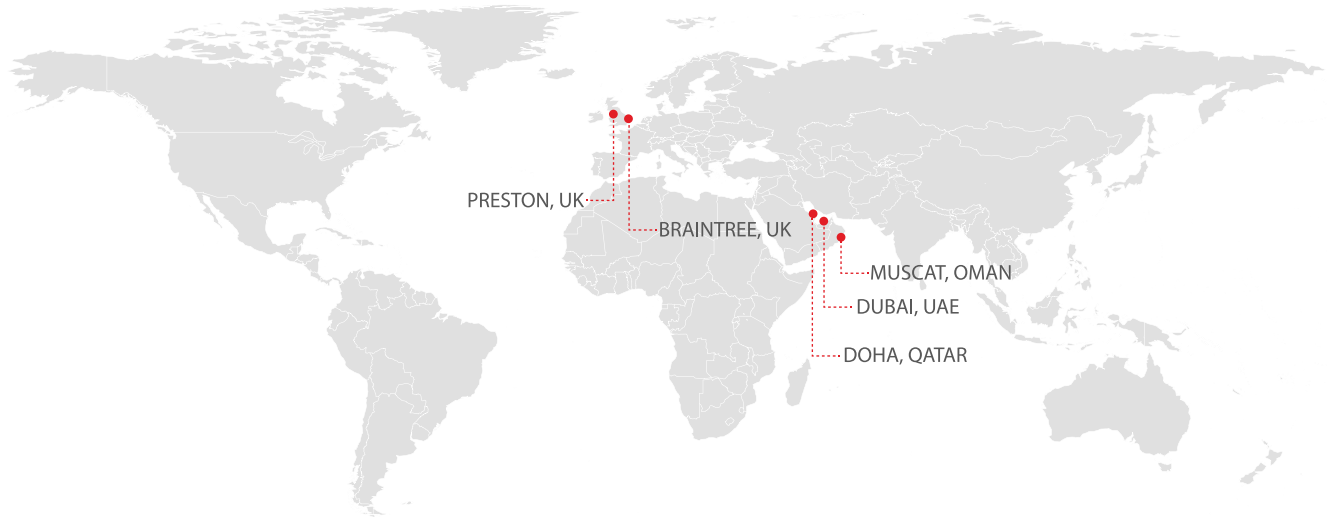 PRESTON, UK
BRAINTREE, UK
MUSCAT, OMAN
DUBAI, UAE
DOHA, QATAR